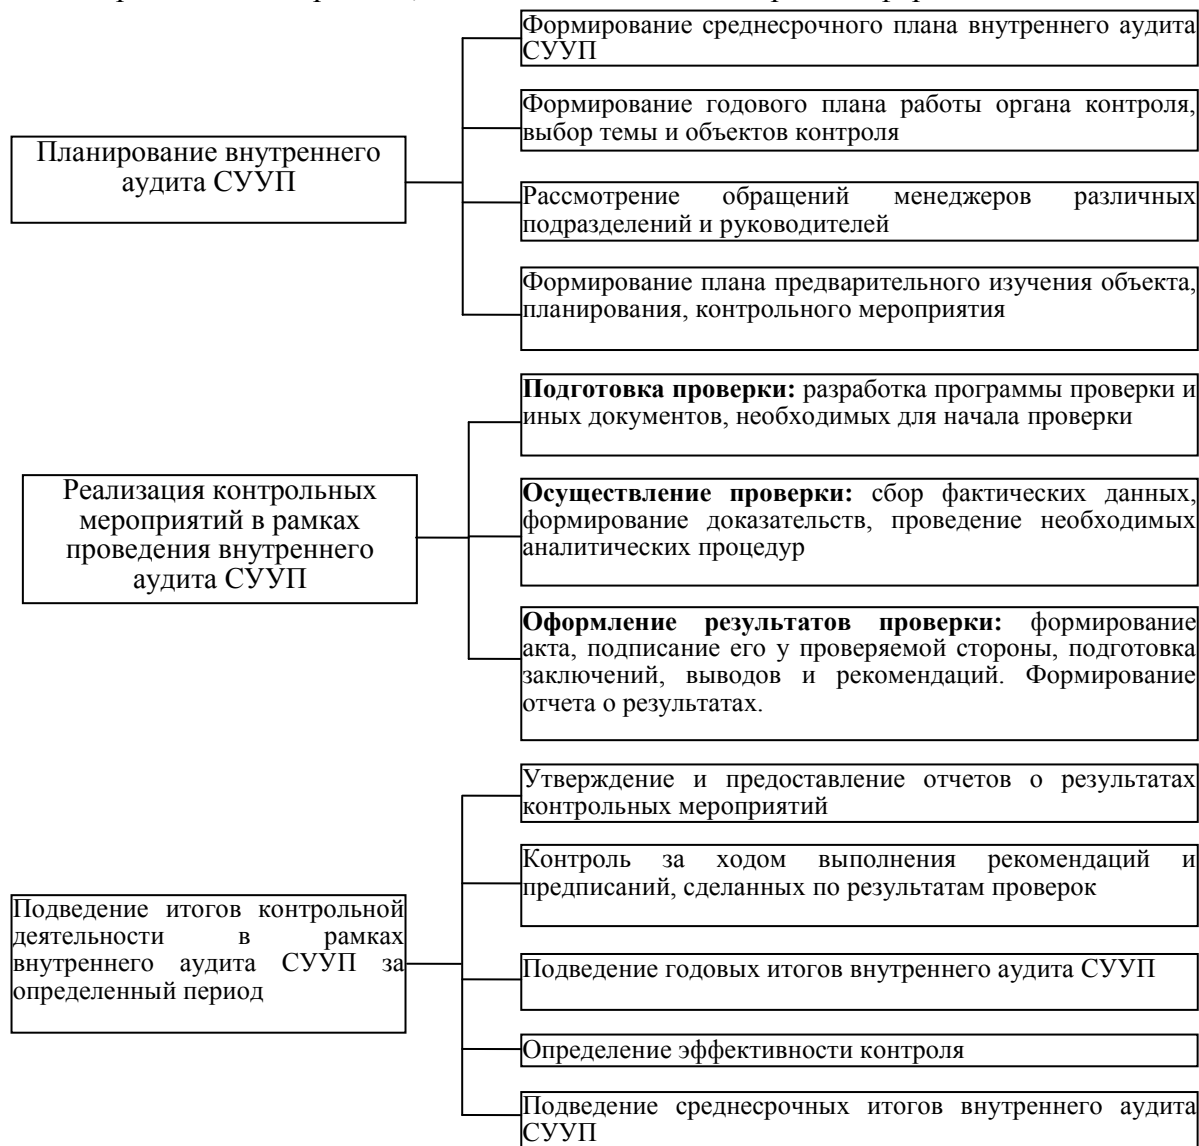 Формирование среднесрочного плана внутреннего аудита
СУУП
Формирование годового плана работы органа контроля,
выбор темы и объектов контроля
Планирование внутреннего
аудита СУУП
Рассмотрение обращений менеджеров различных
подразделений и руководителей
Формирование плана предварительного изучения объекта,
планирования, контрольного мероприятия
Подготовка проверки: разработка программы проверки и
иных документов, необходимых для начала проверки
Реализация контрольных
мероприятий в рамках
проведения внутреннего
аудита СУУП
Осуществление проверки: сбор фактических данных,
формирование доказательств, проведение необходимых
аналитических процедур
Оформление результатов проверки: формирование
акта, подписание его у проверяемой стороны, подготовка
заключений, выводов и рекомендаций. Формирование
отчета о результатах.
Утверждение и предоставление отчетов о результатах
контрольных мероприятий
Контроль за ходом выполнения рекомендаций и
предписаний, сделанных по результатам проверок
Подведение итогов контрольной
деятельности в рамках
внутреннего аудита СУУП за
определенный период
Подведение годовых итогов внутреннего аудита СУУП
Определение эффективности контроля
Подведение среднесрочных итогов внутреннего аудита
СУУП